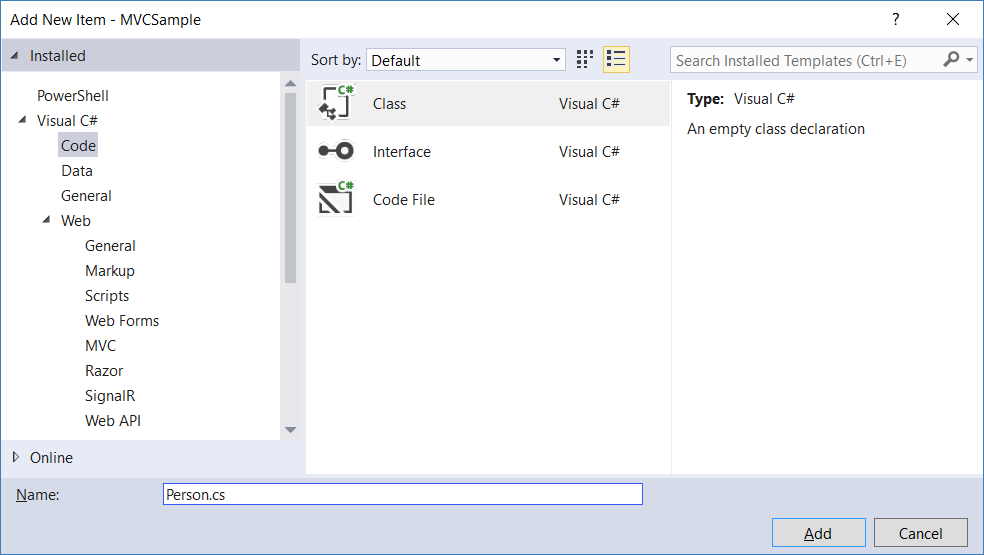 Add New Item - MVCSample ?
Installed
Sort by: Default
Search Installed Templates (Ctrl+E)
PowerShell
Visual C#
Code
Data
General
Web
General
Markup
Scripts
Web Forms
MVC
Razor
SignalR
Web API
Online
C# Class Visual C#
Interface Visual C#
C# Code File Visual C#
Type: Visual C#
An empty class declaration
Name: Person.cs
Add Cancel